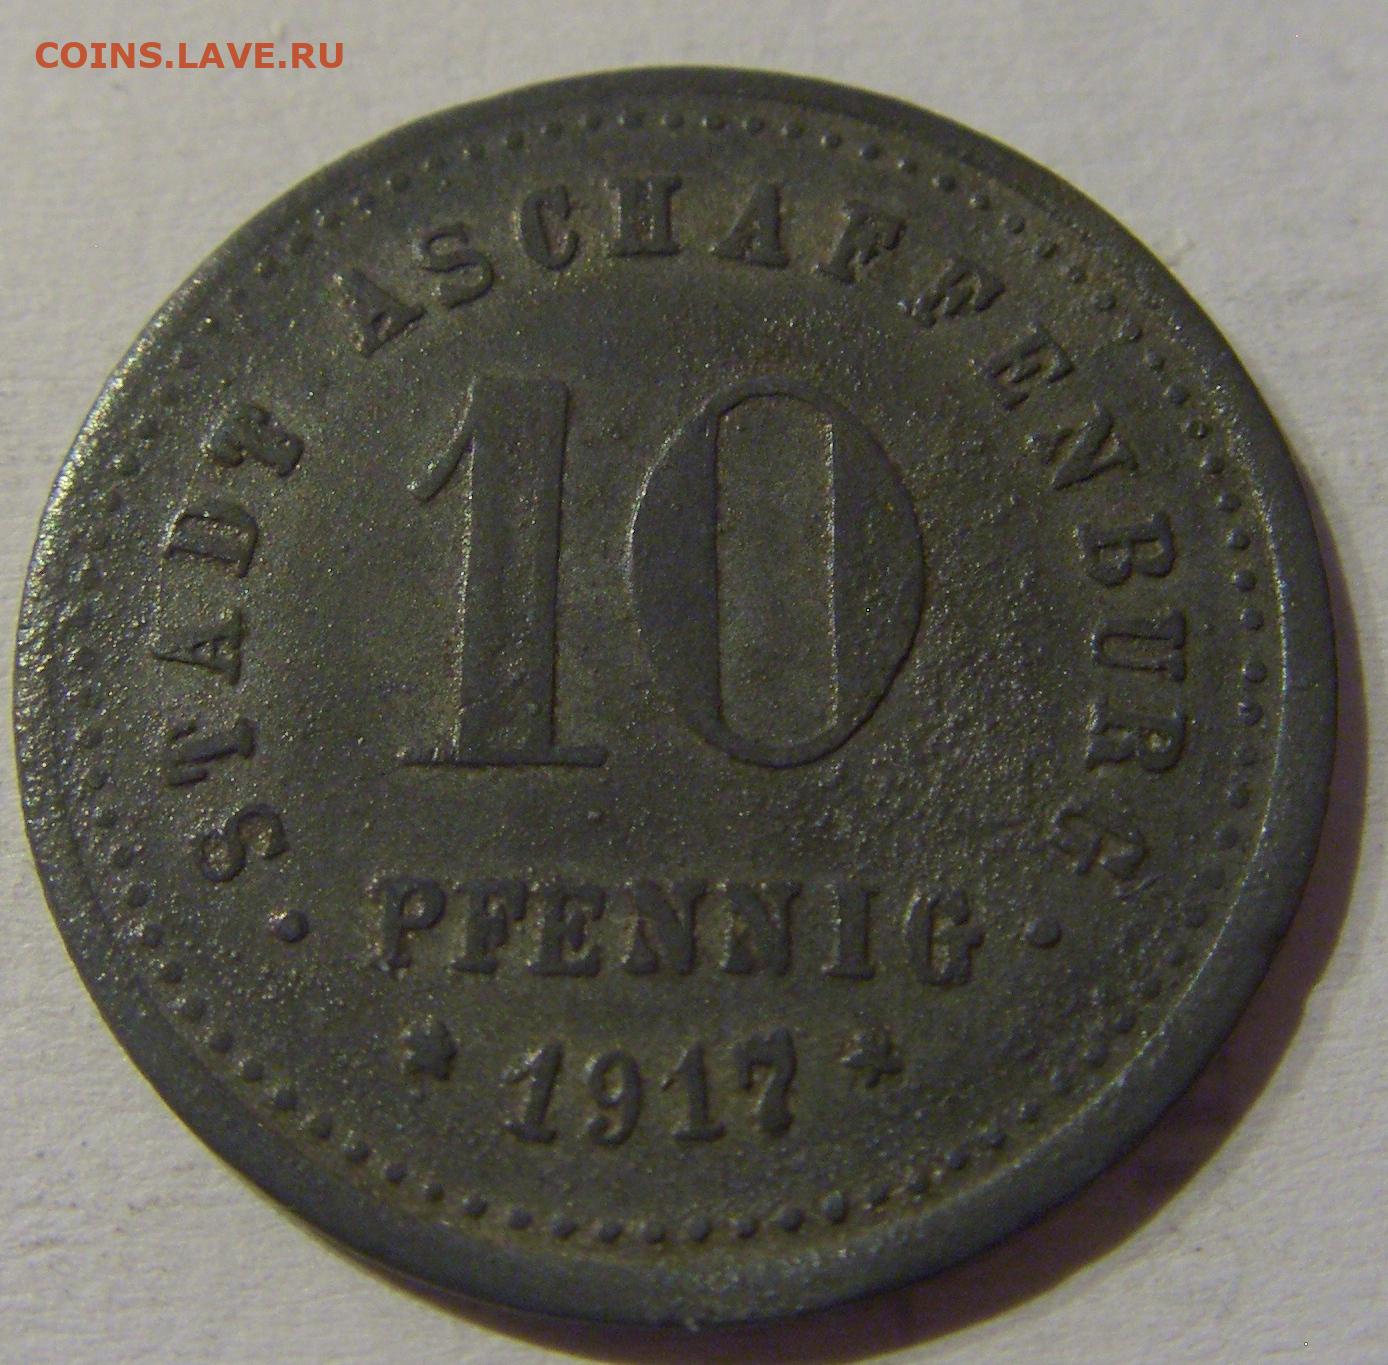 COINS.LAVE.RU
STADT ASCHAFFENBURG
10
PFENNIG
* 1917 *